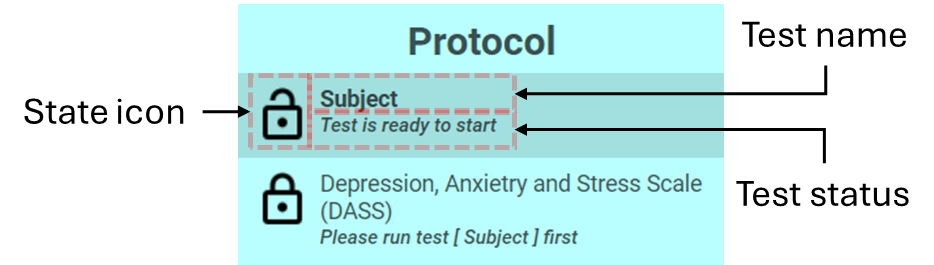 Protocol
Test name
State icon
Subject
Test is ready to start
Test status
Depression, Anxietry and Stress Scale
(DASS)
Please run test [ Subject ] first